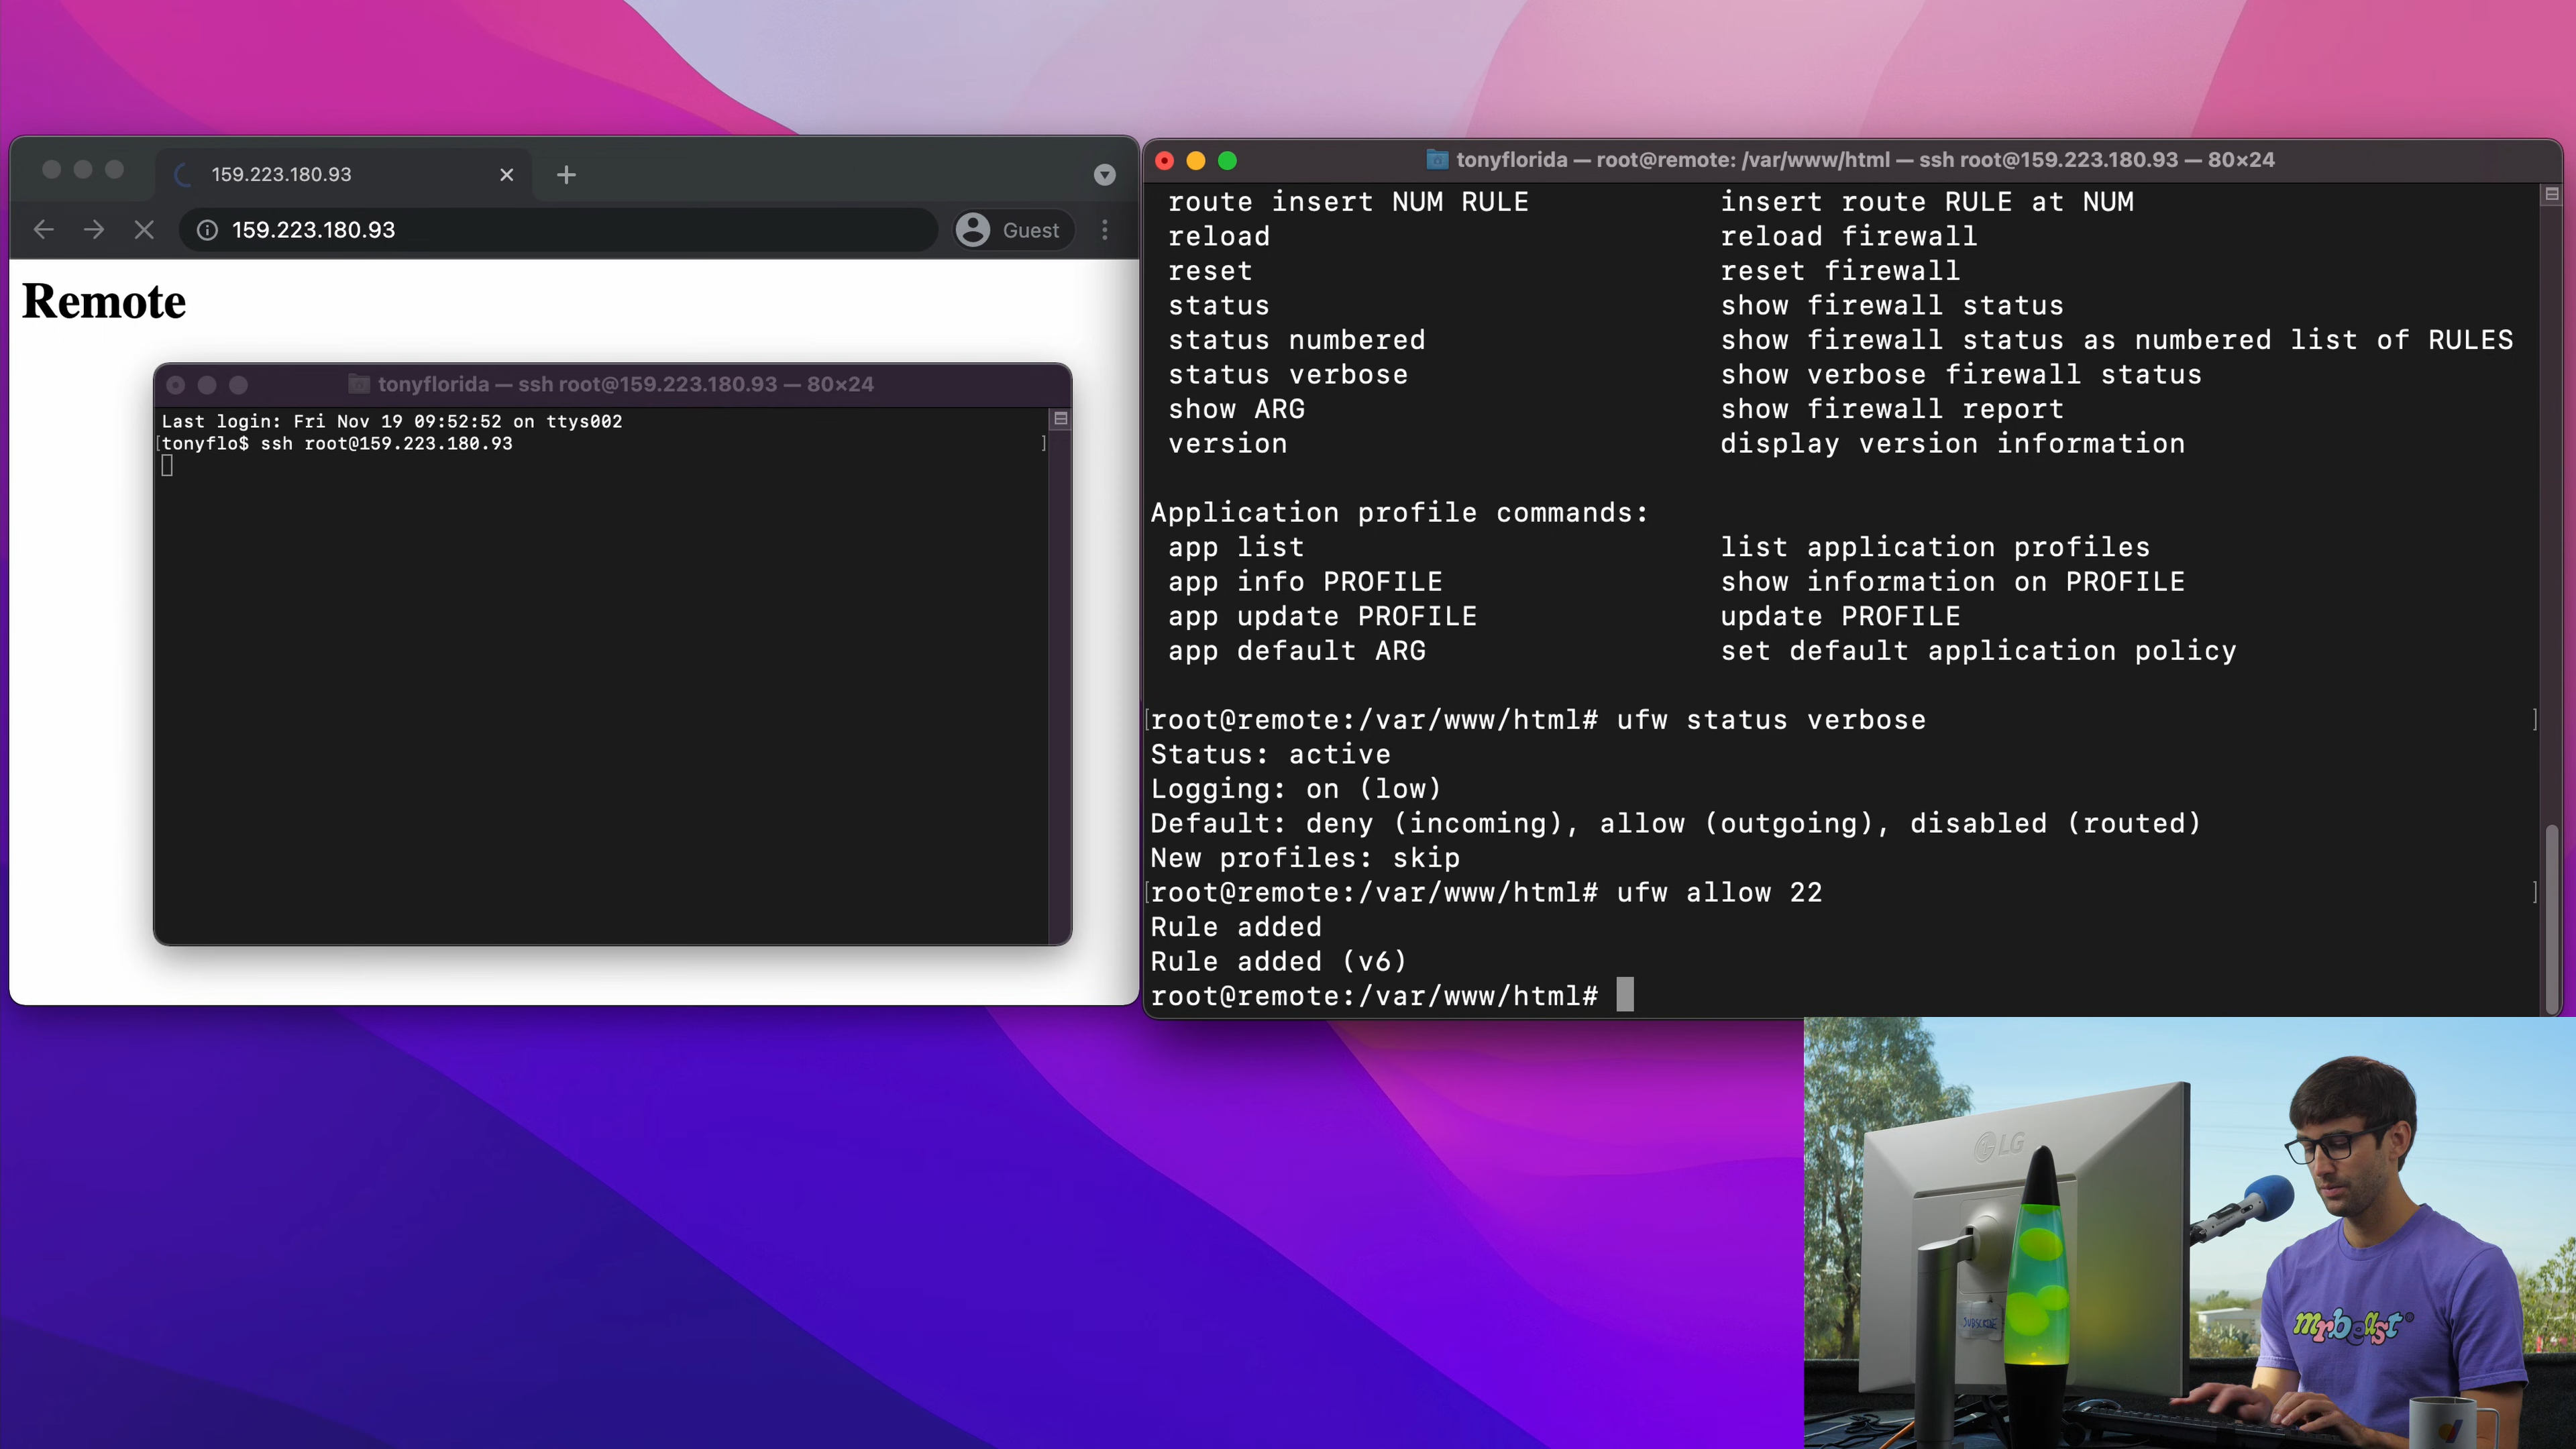 159.223.180.93
159.223.180.93
Guest
Remote
tonyflorida — ssh root@159.223.180.93 — 80×24
Last login: Fri Nov 19 09:52:52 on ttys002
[tonyflo$ ssh root@159.223.180.93 ]
tonyflorida — root@remote: /var/www/html — ssh root@159.223.180.93 — 80×24
route insert NUM RULE insert route RULE at NUM
reload reload firewall
reset reset firewall
status show firewall status
status numbered show firewall status as numbered list of RULES
status verbose show verbose firewall status
show ARG show firewall report
version display version information
Application profile commands:
app list list application profiles
app info PROFILE show information on PROFILE
app update PROFILE update PROFILE
app default ARG set default application policy
[root@remote:/var/www/html# ufw status verbose ]
Status: active
Logging: on (low)
Default: deny (incoming), allow (outgoing), disabled (routed)
New profiles: skip
[root@remote:/var/www/html# ufw allow 22 ]
Rule added
Rule added (v6)
root@remote:/var/www/html#
LG
SUBSCRIBE
mrbeast®